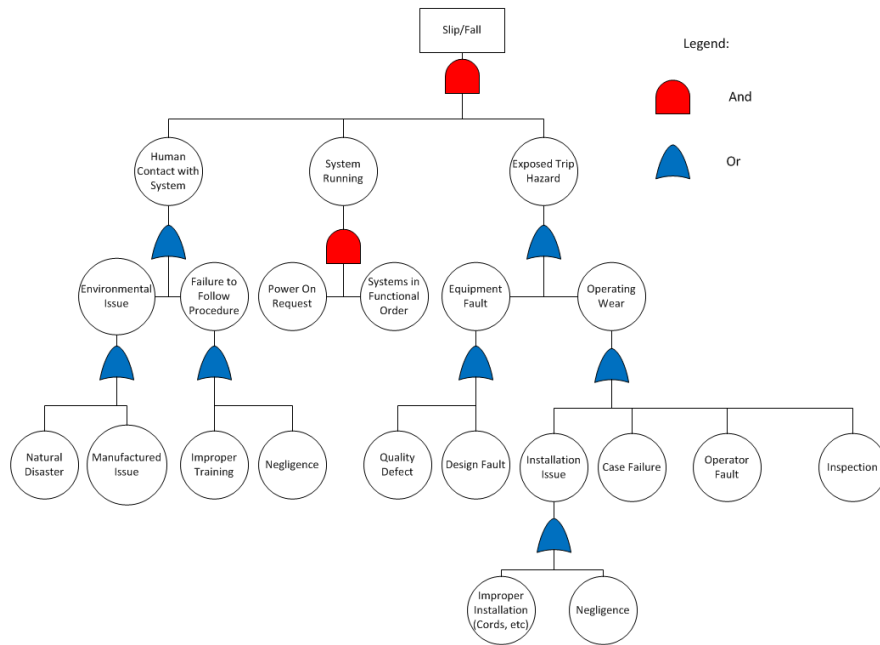 Slip/Fall
Legend:
And
Or
Human
Contact with
System
System
Running
Exposed Trip
Hazard
Environmental
Issue
Failure to
Follow
Procedure
Power On
Request
Systems in
Functional
Order
Equipment
Fault
Operating
Wear
Natural
Disaster
Manufactured
Issue
Improper
Training
Negligence
Quality
Defect
Design Fault
Installation
Issue
Case Failure
Operator
Fault
Inspection
Improper
Installation
(Cords, etc)
Negligence